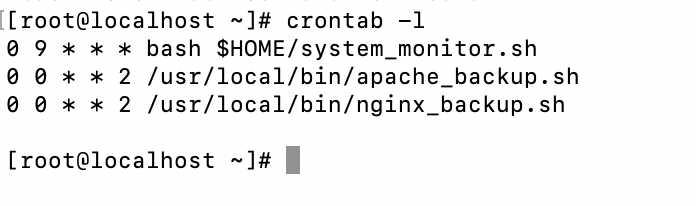 [[root@localhost ~]# crontab -l
0 9 * * * bash $HOME/system_monitor.sh
0 0 * * 2 /usr/local/bin/apache_backup.sh
0 0 * * 2 /usr/local/bin/nginx_backup.sh
[root@localhost ~]#